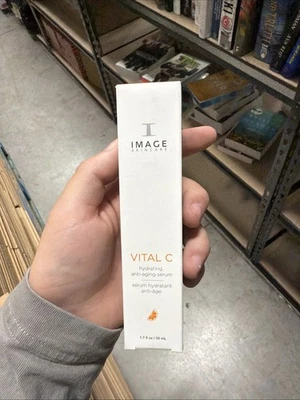 I
IMAGE
SKINCARE
VITAL C
hydrating
anti-aging serum
sérum hydratant
anti-âge
1.7 fl oz / 50 mL